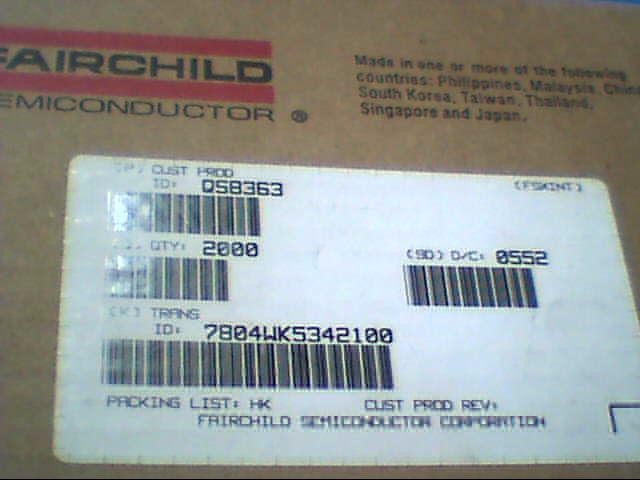 FAIRCHILD
SEMICONDUCTOR ®
Made in one or more of the following
countries: Philippines, Malaysia, China
South Korea, Taiwan, Thailand,
Singapore and Japan.
(P) CUST PROD
ID: QS8363
(FSKINT)
QTY: 2000
(9D) D/C: 0552
(K) TRANS
ID: 7804WK5342100
PACKING LIST: HK
CUST PROD REV:
FAIRCHILD SEMICONDUCTOR CORPORATION